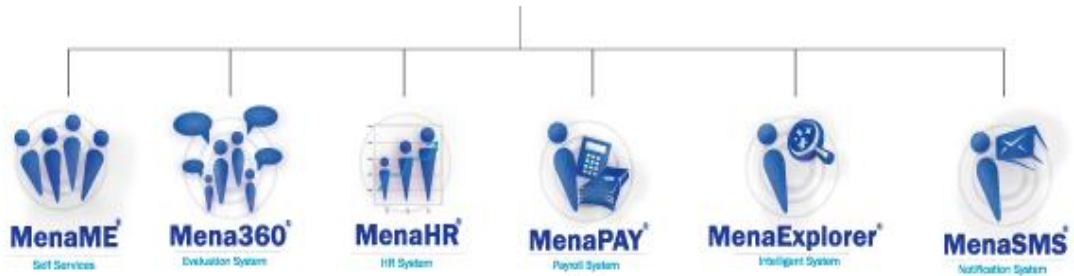 MenaME®
Self Services
Mena360®
Evaluation System
MenaHR®
HR System
MenaPAY®
Payroll System
MenaExplorer®
Intelligent System
MenaSMS®
Notification System